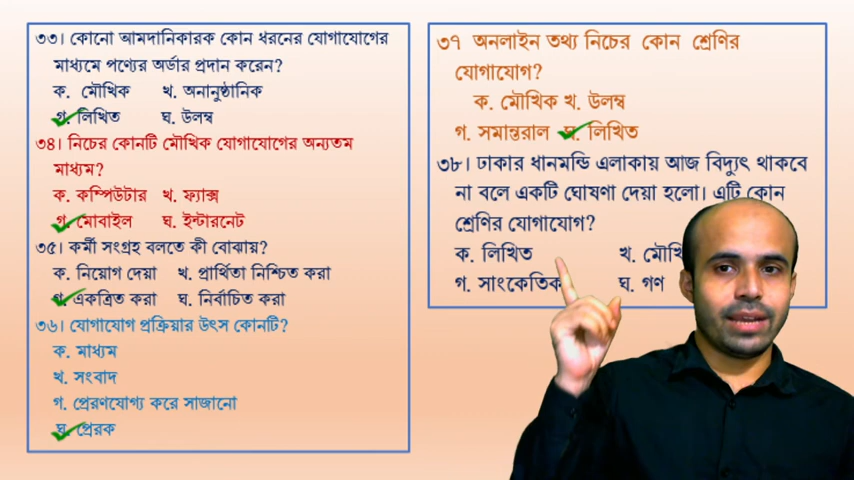 ৩৩। কোনো আমদানিকারক কোন ধরনের যোগাযোগের
মাধ্যমে পণ্যের অর্ডার প্রদান করেন?
ক. মৌখিক খ. অনানুষ্ঠানিক
গ. লিখিত ঘ. উলম্ব
৩৪। নিচের কোনটি মৌখিক যোগাযোগের অন্যতম
মাধ্যম?
ক. কম্পিউটার খ. ফ্যাক্স
গ. মোবাইল ঘ. ইন্টারনেট
৩৫। কর্মী সংগ্রহ বলতে কী বোঝায়?
ক. নিয়োগ দেয়া খ. প্রার্থিতা নিশ্চিত করা
গ. একত্রিত করা ঘ. নির্বাচিত করা
৩৬। যোগাযোগ প্রক্রিয়ার উৎস কোনটি?
ক. মাধ্যম
খ. সংবাদ
গ. প্রেরণযোগ্য করে সাজানো
ঘ. প্রেরক
৩৭ অনলাইন তথ্য নিচের কোন শ্রেণির
যোগাযোগ?
ক. মৌখিক খ. উলম্ব
গ. সমান্তরাল ঘ. লিখিত
৩৮। ঢাকার ধানমন্ডি এলাকায় আজ বিদ্যুৎ থাকবে
না বলে একটি ঘোষণা দেয়া হলো। এটি কোন
শ্রেণির যোগাযোগ?
ক. লিখিত খ.
গ. সাংকেতিক ঘ. গণ